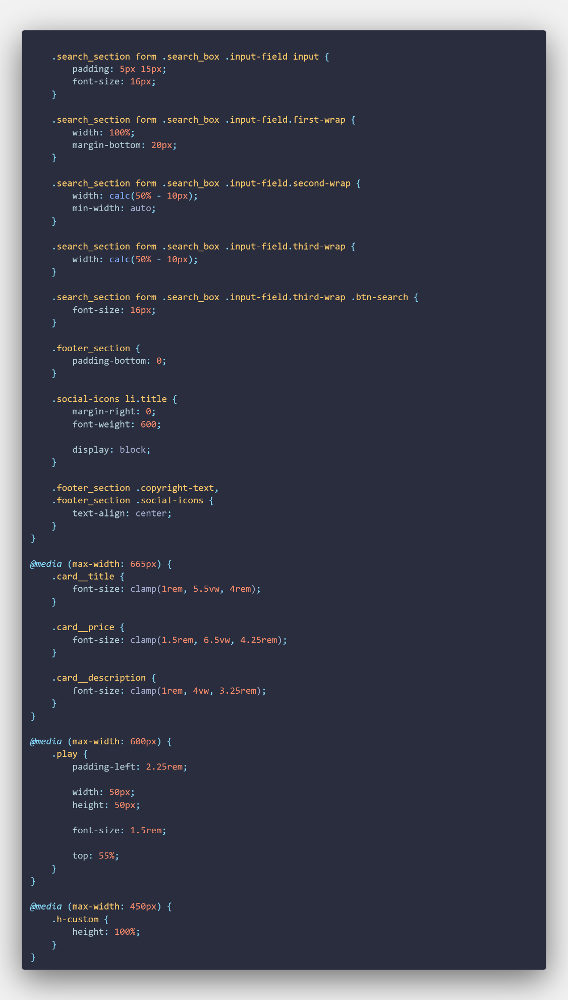 .search_section form .search_box .input-field input {
        padding: 5px 15px;
        font-size: 16px;
    }

    .search_section form .search_box .input-field.first-wrap {
        width: 100%;
        margin-bottom: 20px;
    }

    .search_section form .search_box .input-field.second-wrap {
        width: calc(50% - 10px);
        min-width: auto;
    }

    .search_section form .search_box .input-field.third-wrap {
        width: calc(50% - 10px);
    }

    .search_section form .search_box .input-field.third-wrap .btn-search {
        font-size: 16px;
    }

    .footer_section {
        padding-bottom: 0;
    }

    .social-icons li.title {
        margin-right: 0;
        font-weight: 600;

        display: block;
    }

    .footer_section .copyright-text,
    .footer_section .social-icons {
        text-align: center;
    }
}

@media (max-width: 665px) {
    .card__title {
        font-size: clamp(1rem, 5.5vw, 4rem);
    }

    .card__price {
        font-size: clamp(1.5rem, 6.5vw, 4.25rem);
    }

    .card__description {
        font-size: clamp(1rem, 4vw, 3.25rem);
    }
}

@media (max-width: 600px) {
    .play {
        padding-left: 2.25rem;

        width: 50px;
        height: 50px;

        font-size: 1.5rem;

        top: 55%;
    }
}

@media (max-width: 450px) {
    .h-custom {
        height: 100%;
    }
}